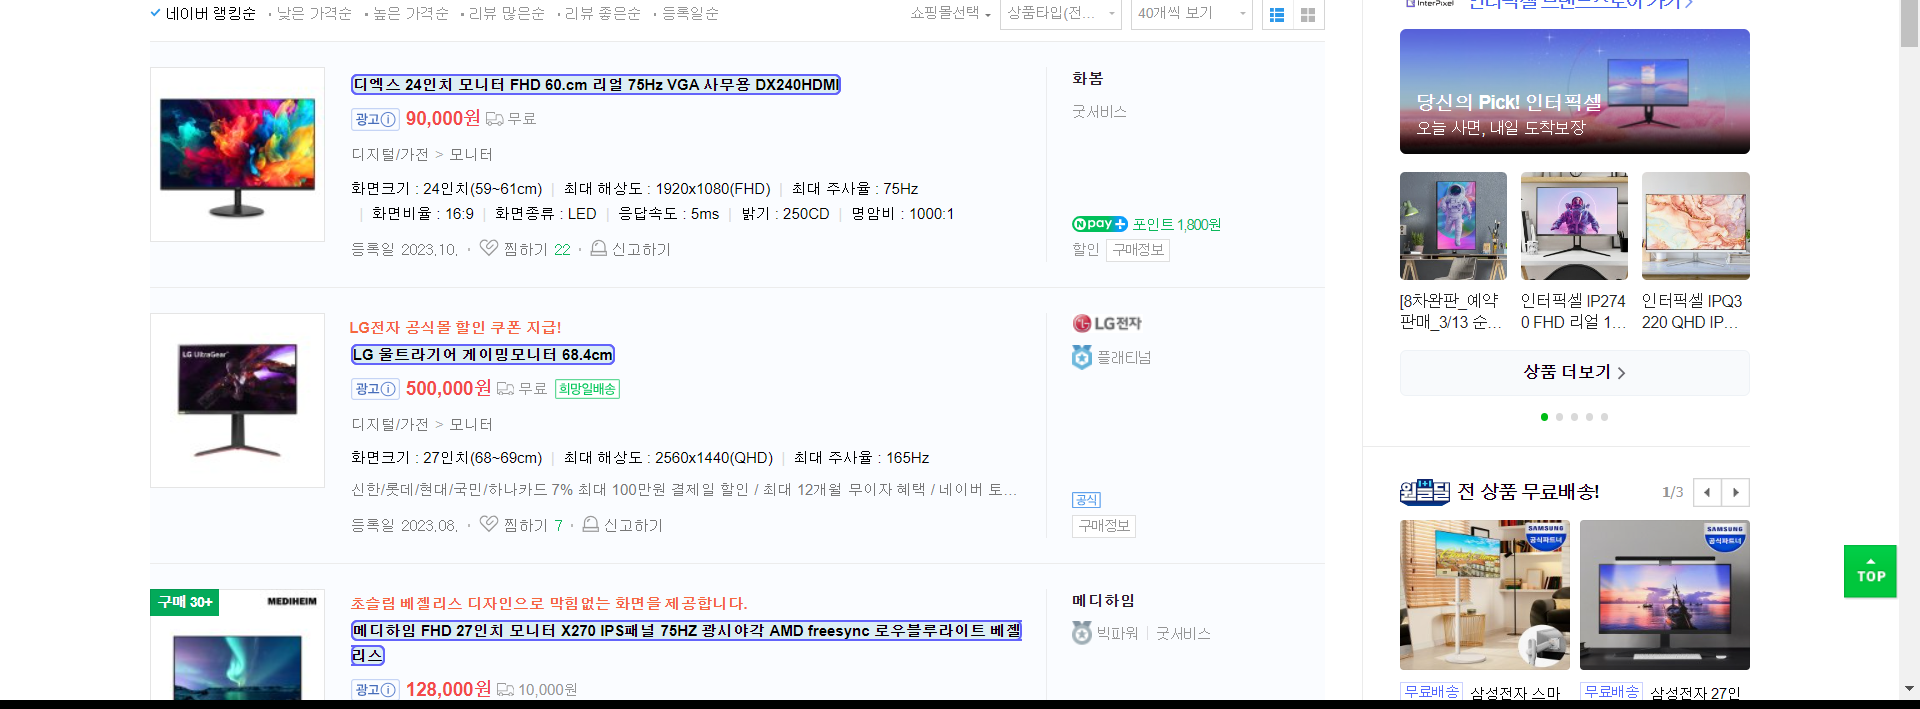 네이버 랭킹순 · 낮은 가격순 · 높은 가격순 · 리뷰 많은순 · 리뷰 좋은순 · 등록일순
쇼핑몰선택 상품타입(전... 40개씩 보기
디엑스 24인치 모니터 FHD 60.cm 리얼 75Hz VGA 사무용 DX240HDMI
광고 90,000원 무료
디지털/가전 > 모니터
화면크기 : 24인치(59~61cm) | 최대 해상도 : 1920x1080(FHD) | 최대 주사율 : 75Hz
| 화면비율 : 16:9 | 화면종류 : LED | 응답속도 : 5ms | 밝기 : 250CD | 명암비 : 1000:1
등록일 2023.10. · 찜하기 22 · 신고하기
화봄
굿서비스
N pay+ 포인트 1,800원
할인 구매정보
LG UltraGear
LG전자 공식몰 할인 쿠폰 지급!
LG 울트라기어 게이밍모니터 68.4cm
광고 500,000원 무료 희망일배송
디지털/가전 > 모니터
화면크기 : 27인치(68~69cm) | 최대 해상도 : 2560x1440(QHD) | 최대 주사율 : 165Hz
신한/롯데/현대/국민/하나카드 7% 최대 100만원 결제일 할인 / 최대 12개월 무이자 혜택 / 네이버 토...
등록일 2023.08. · 찜하기 7 · 신고하기
LG전자
플래티넘
공식
구매정보
구매 30+
MEDIHEIM
초슬림 베젤리스 디자인으로 막힘없는 화면을 제공합니다.
메디하임 FHD 27인치 모니터 X270 IPS패널 75HZ 광시야각 AMD freesync 로우블루라이트 베젤
리스
광고 128,000원 10,000원
메디하임
빅파워 | 굿서비스
InterPixel 인터픽셀 브랜드스토어 가기
당신의 Pick! 인터픽셀
오늘 사면, 내일 도착보장
[8차완판_예약
판매_3/13 순...
인터픽셀 IP274
0 FHD 리얼 1...
인터픽셀 IPQ3
220 QHD IP...
상품 더보기
원쁠딜 1+1 전 상품 무료배송!
1/3
SAMSUNG
공식파트너
SAMSUNG
공식파트너
무료배송 삼성전자 스마
무료배송 삼성전자 27인
TOP